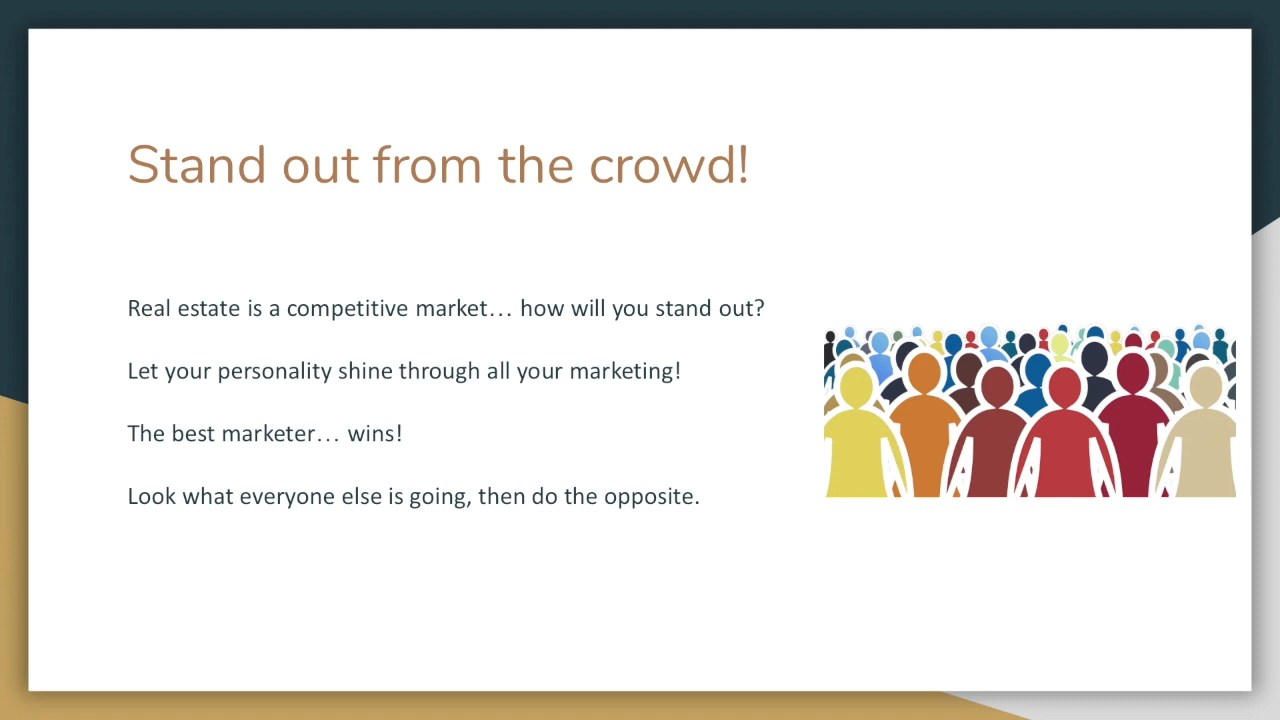 Stand out from the crowd!
Real estate is a competitive market… how will you stand out?
Let your personality shine through all your marketing!
The best marketer… wins!
Look what everyone else is going, then do the opposite.